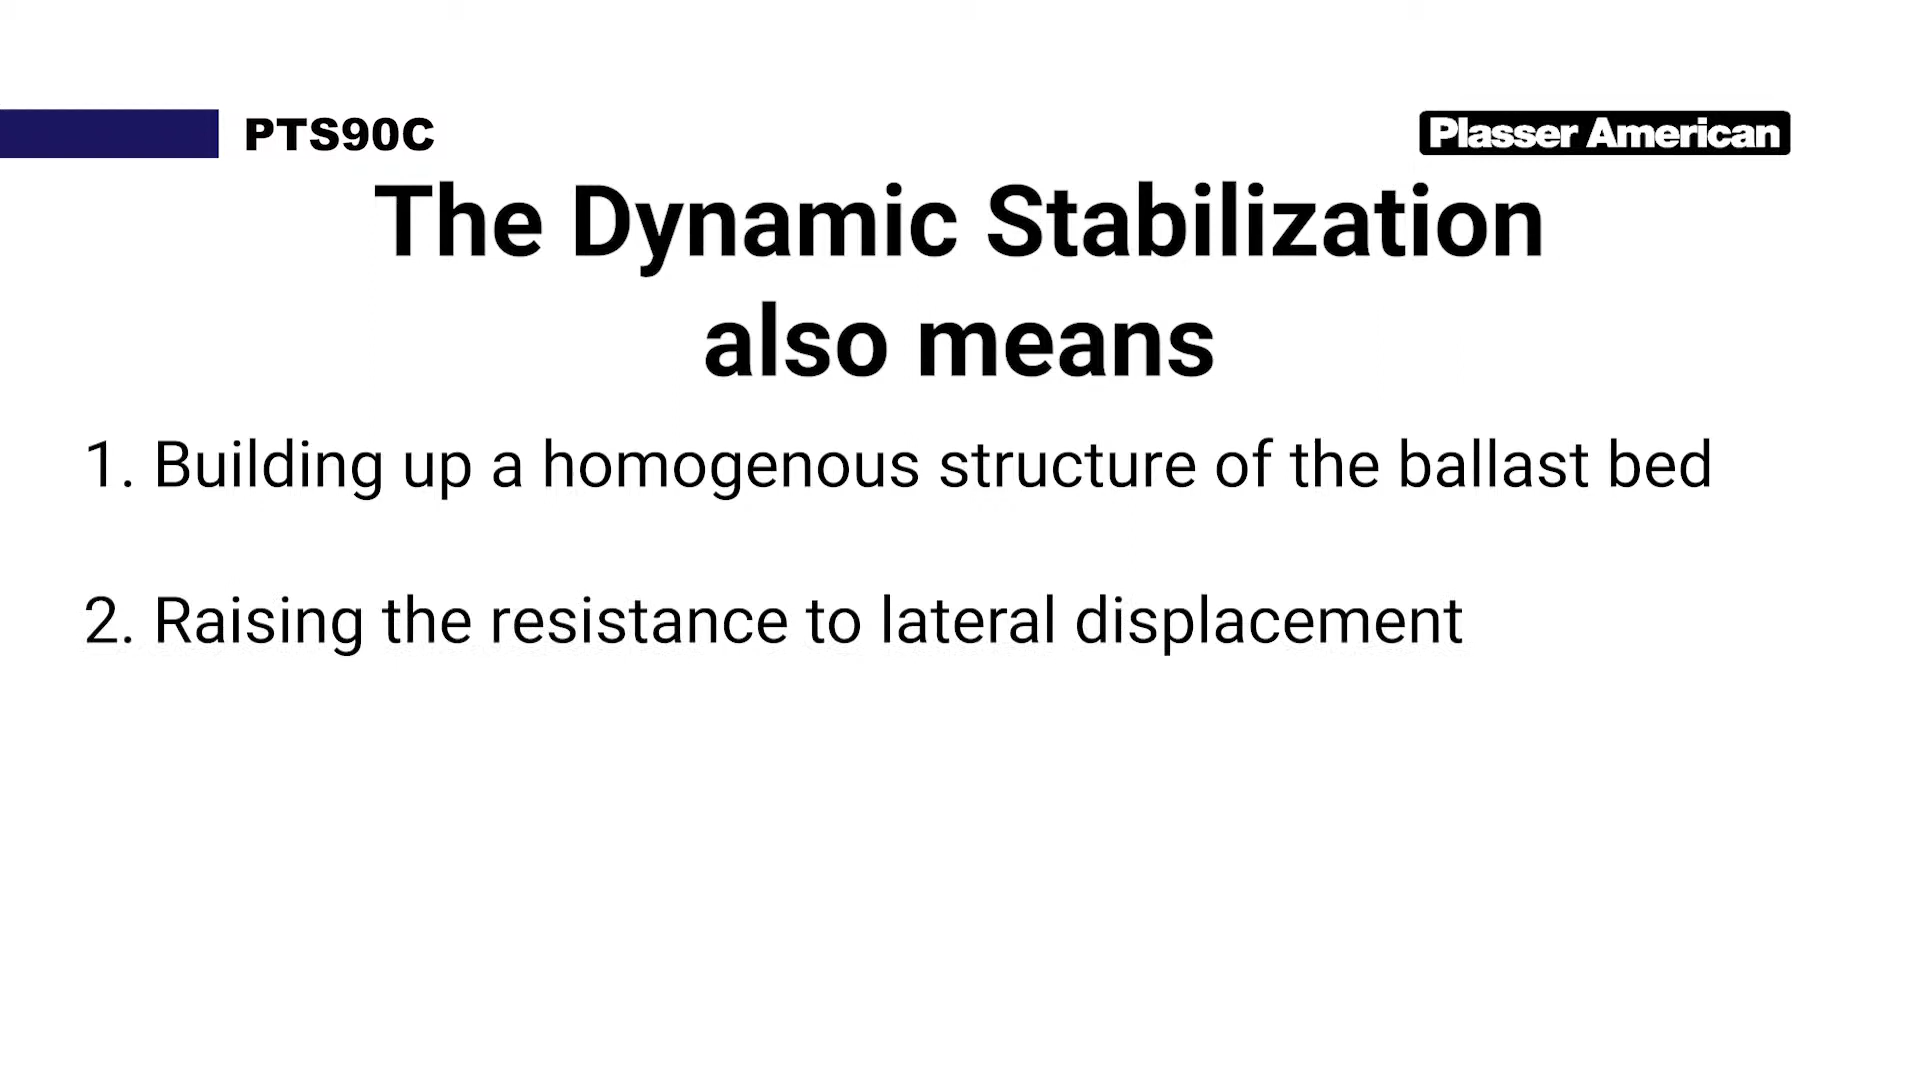 PTS90C
Plasser American
The Dynamic Stabilization
also means
1. Building up a homogenous structure of the ballast bed
2. Raising the resistance to lateral displacement